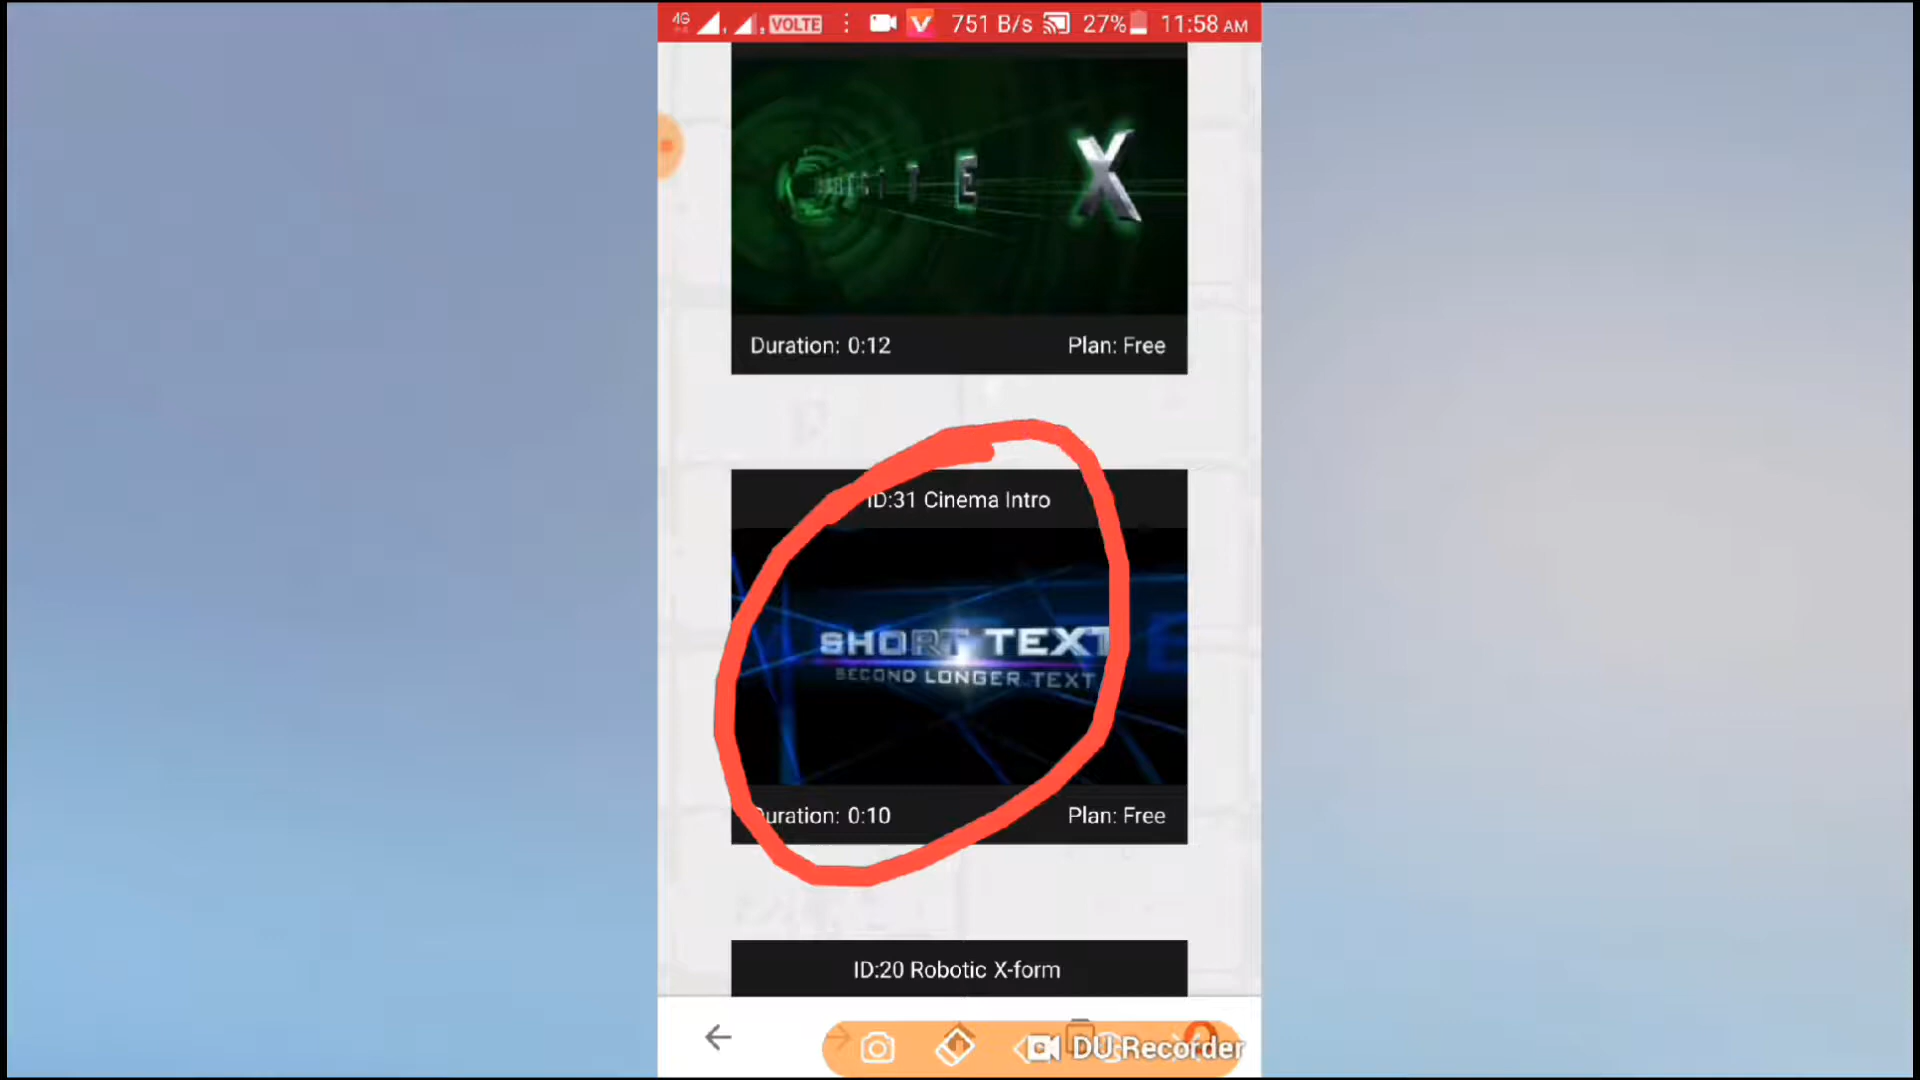 4G VOLTE 751 B/s 27% 11:58 AM
I T E X
Duration: 0:12 Plan: Free
ID:31 Cinema Intro
SHORT TEXT
SECOND LONGER TEXT
Duration: 0:10 Plan: Free
ID:20 Robotic X-form
DU Recorder